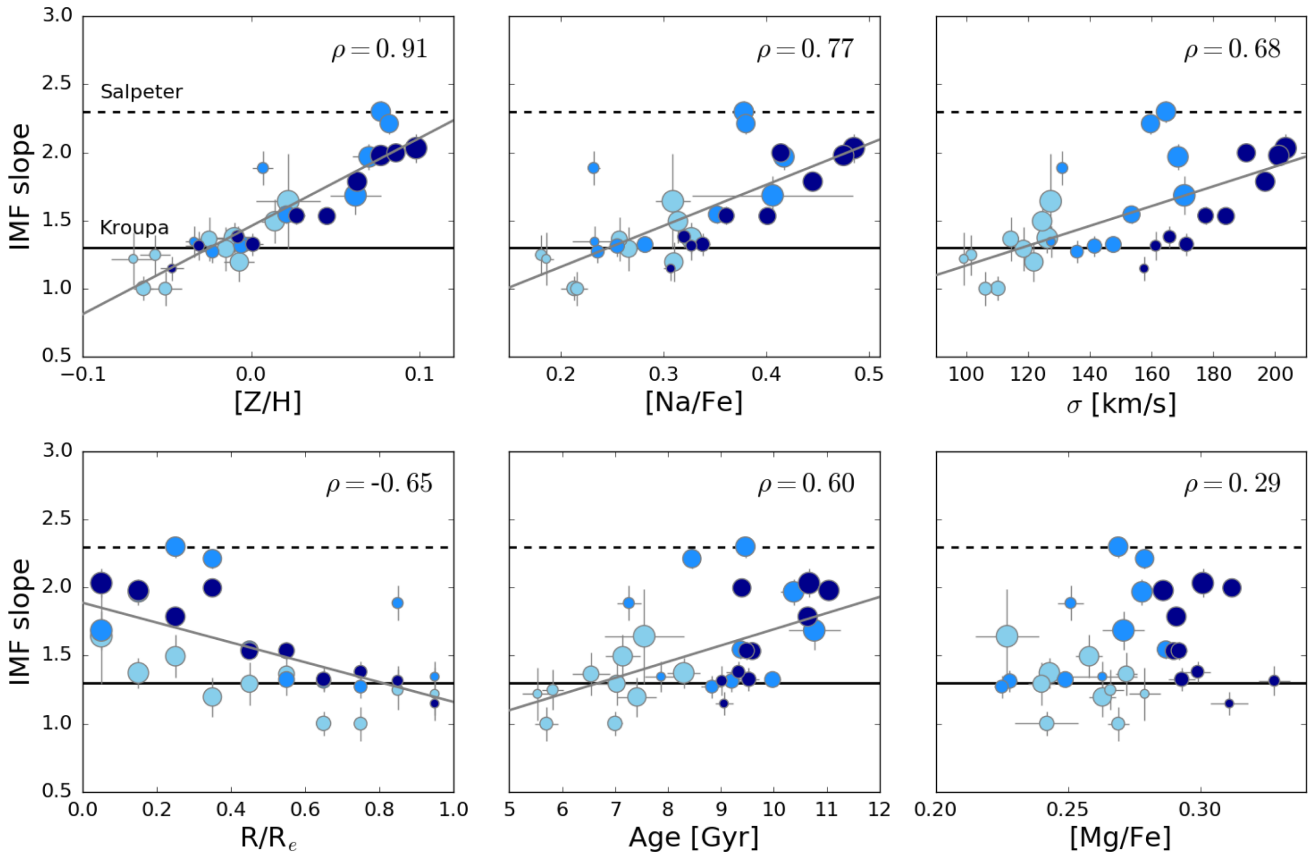 3.0
2.5
2.0
1.5
1.0
0.5
IMF slope
ρ = 0.91
Salpeter
Kroupa
−0.1 0.0 0.1
[Z/H]
ρ = 0.77
0.2 0.3 0.4 0.5
[Na/Fe]
ρ = 0.68
100 120 140 160 180 200
σ [km/s]
3.0
2.5
2.0
1.5
1.0
0.5
IMF slope
ρ = -0.65
0.0 0.2 0.4 0.6 0.8 1.0
R/Rₑ
ρ = 0.60
5 6 7 8 9 10 11 12
Age [Gyr]
ρ = 0.29
0.20 0.25 0.30
[Mg/Fe]